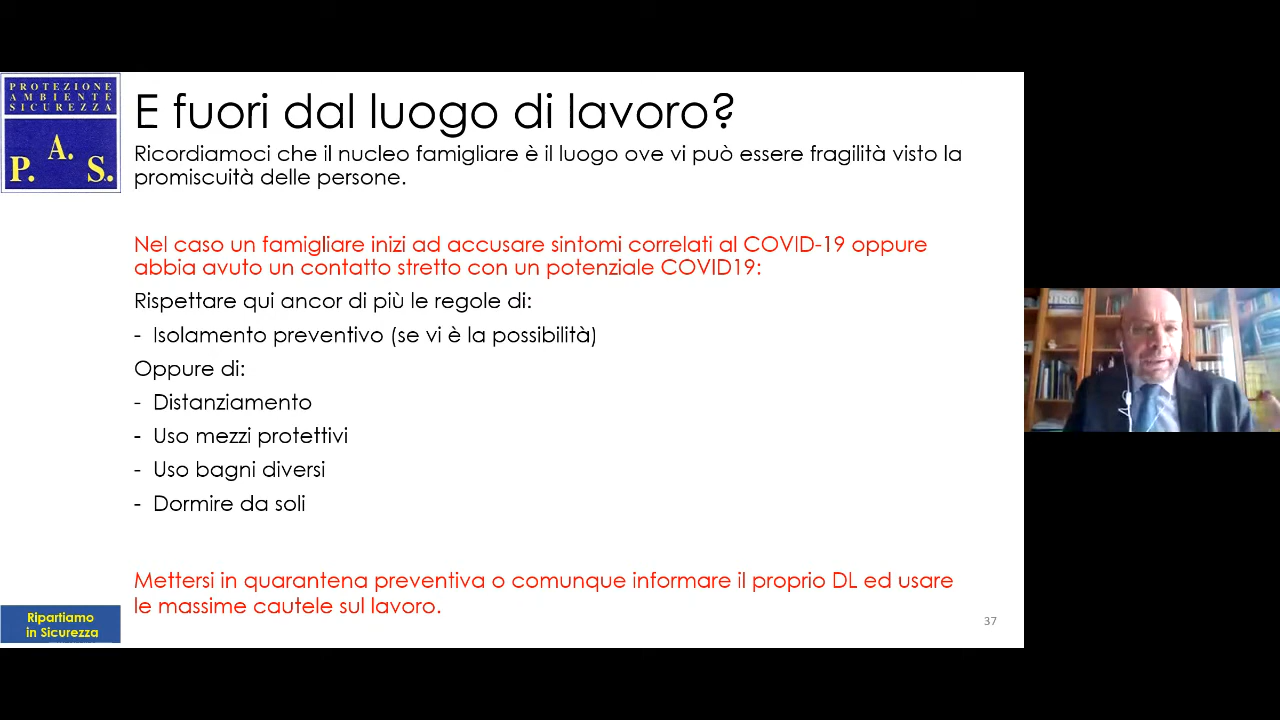 PROTEZIONE
AMBIENTE
SICUREZZA
P. A. S.
E fuori dal luogo di lavoro?
Ricordiamoci che il nucleo famigliare è il luogo ove vi può essere fragilità visto la
promiscuità delle persone.
Nel caso un famigliare inizi ad accusare sintomi correlati al COVID-19 oppure
abbia avuto un contatto stretto con un potenziale COVID19:
Rispettare qui ancor di più le regole di:
- Isolamento preventivo (se vi è la possibilità)
Oppure di:
- Distanziamento
- Uso mezzi protettivi
- Uso bagni diversi
- Dormire da soli
Mettersi in quarantena preventiva o comunque informare il proprio DL ed usare
le massime cautele sul lavoro.
Ripartiamo
in Sicurezza
37